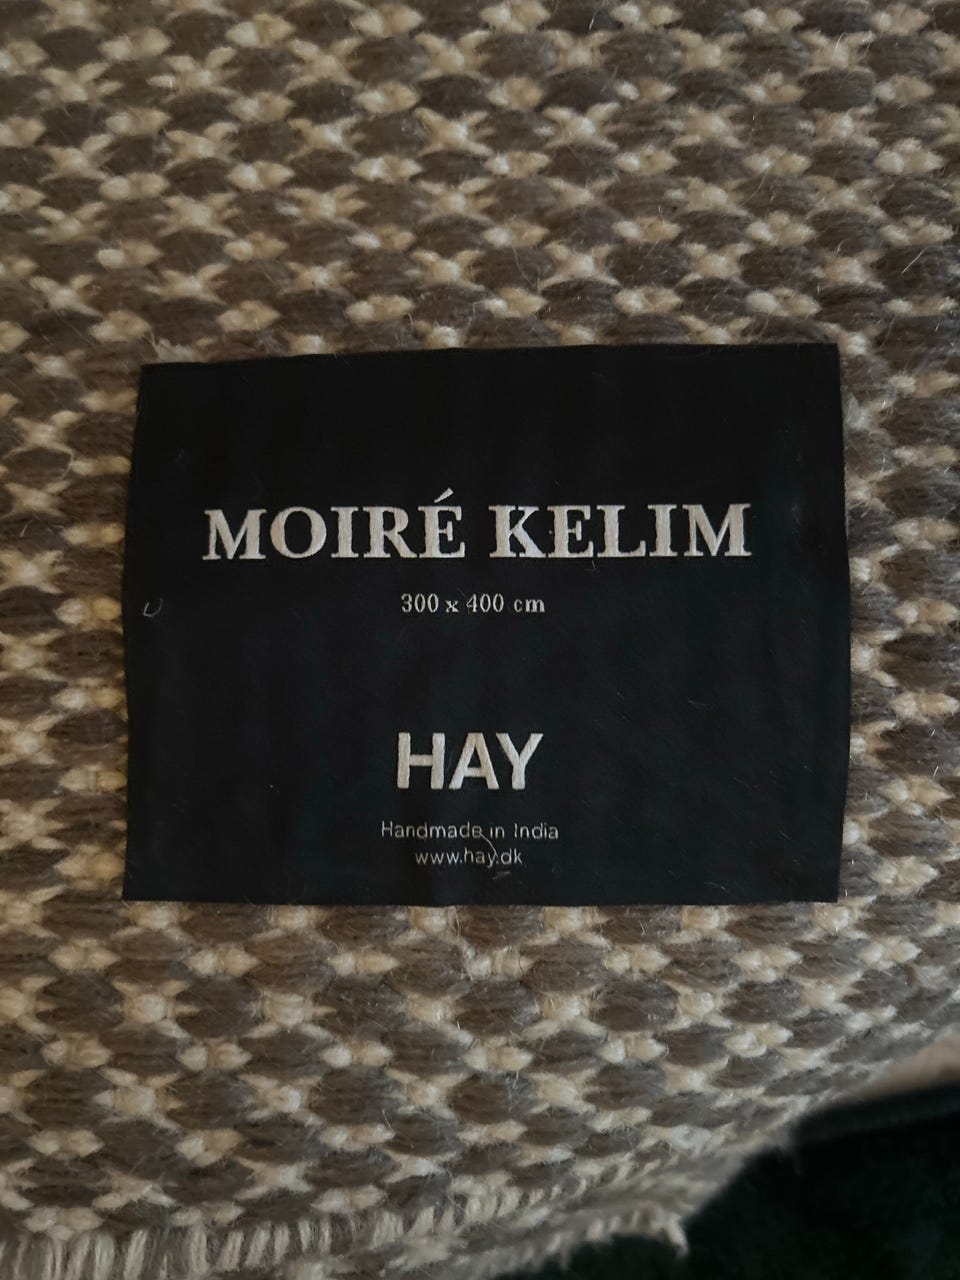 MOIRÉ KELIM
300 x 400 cm
HAY
Handmade in India
www.hay.dk